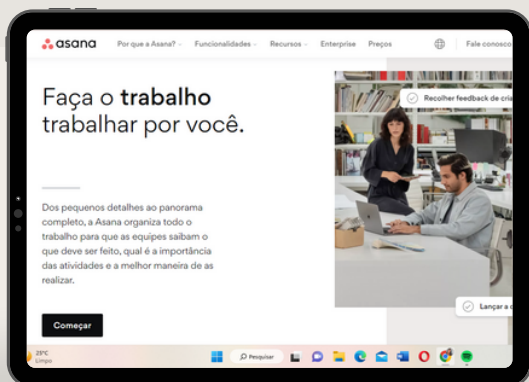 asana Por que a Asana? Funcionalidades Recursos Enterprise Preços Fale conosco
Recolher feedback de cria
Faça o trabalho
trabalhar por você.
Dos pequenos detalhes ao panorama
completo, a Asana organiza todo o
trabalho para que as equipes saibam o
que deve ser feito, qual é a importância
das atividades e a melhor maneira de as
realizar.
Lançar a c
Começar
21°C
Limpo
Pesquisar